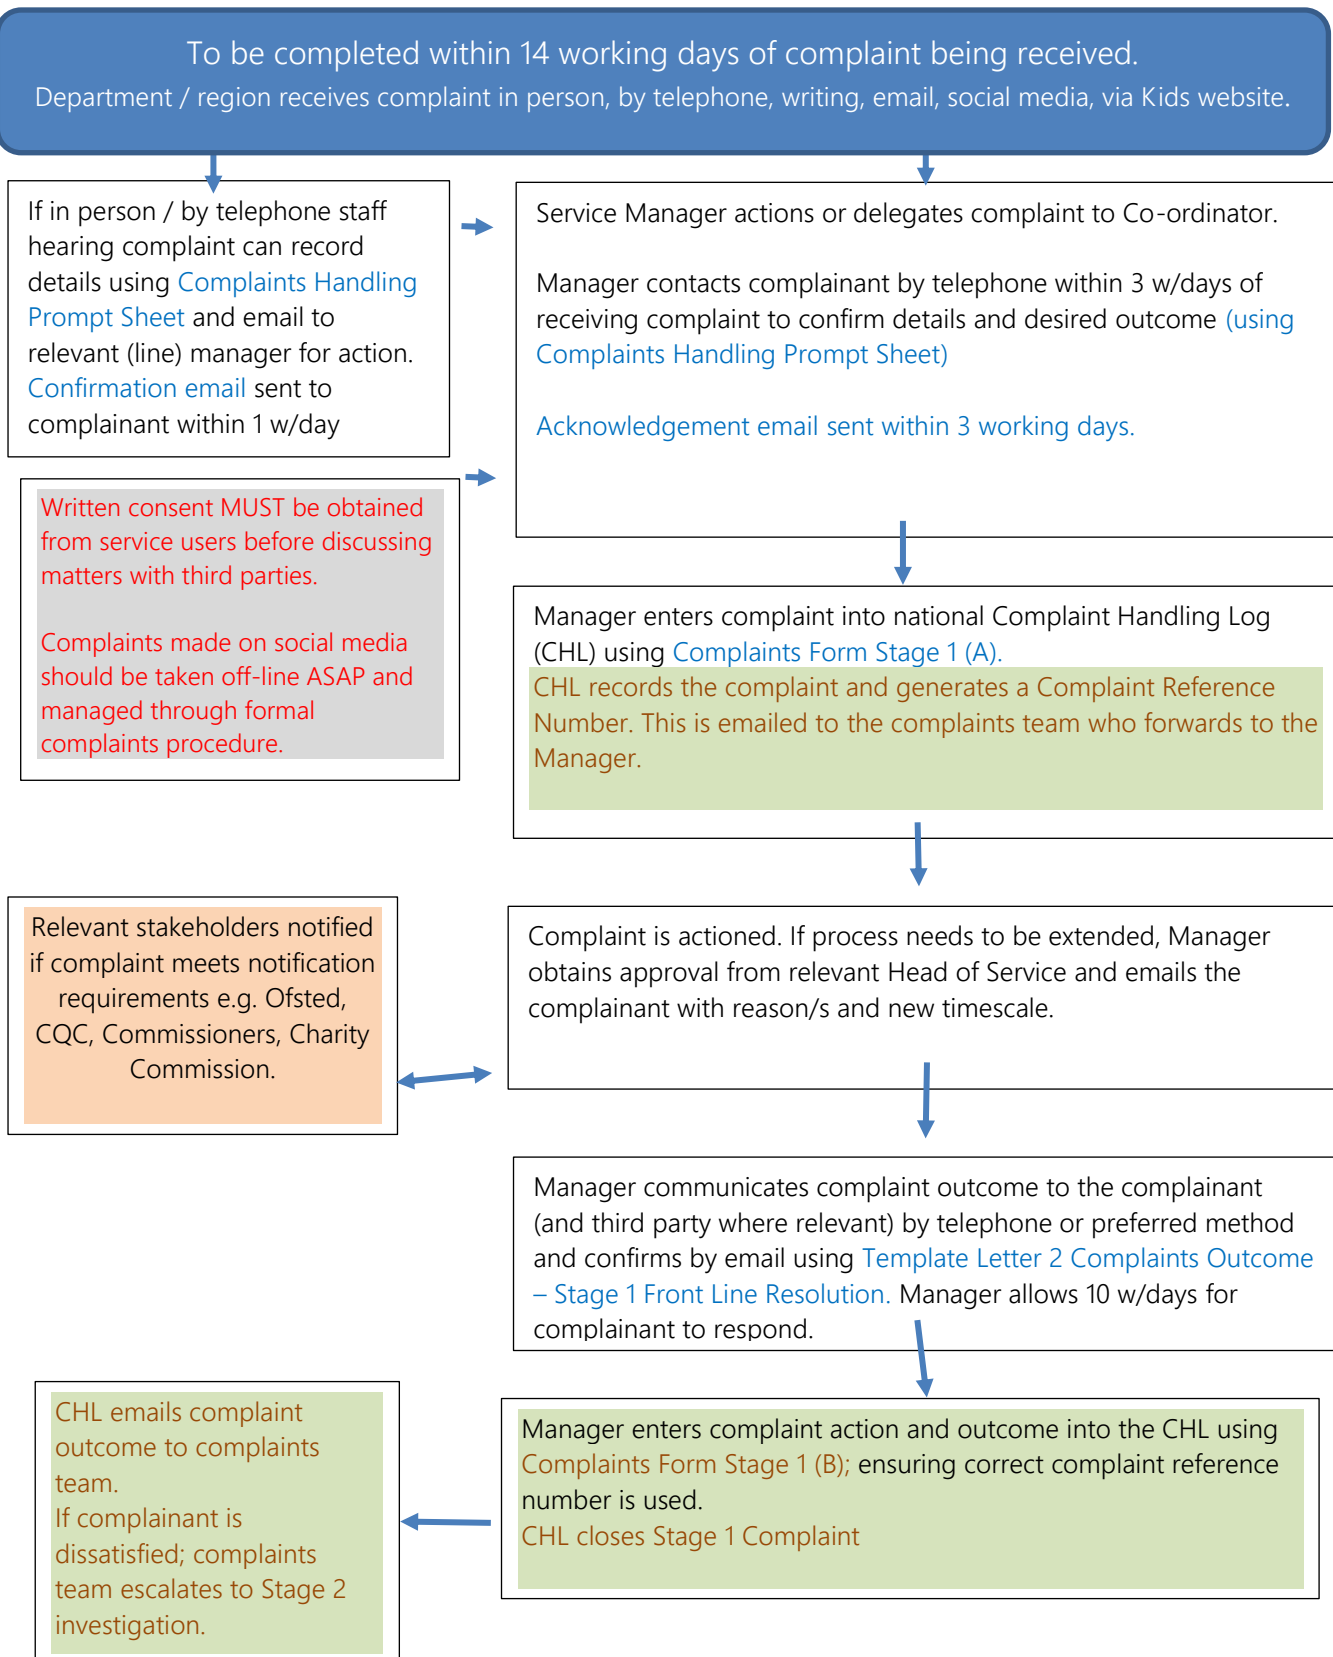 To be completed within 14 working days of complaint being received.
Department / region receives complaint in person, by telephone, writing, email, social media, via Kids website.
If in person / by telephone staff
hearing complaint can record
details using Complaints Handling
Prompt Sheet and email to
relevant (line) manager for action.
Confirmation email sent to
complainant within 1 w/day
Service Manager actions or delegates complaint to Co-ordinator.
Manager contacts complainant by telephone within 3 w/days of
receiving complaint to confirm details and desired outcome (using
Complaints Handling Prompt Sheet)
Acknowledgement email sent within 3 working days.
Written consent MUST be obtained
from service users before discussing
matters with third parties.
Complaints made on social media
should be taken off-line ASAP and
managed through formal
complaints procedure.
Manager enters complaint into national Complaint Handling Log
(CHL) using Complaints Form Stage 1 (A).
CHL records the complaint and generates a Complaint Reference
Number. This is emailed to the complaints team who forwards to the
Manager.
Relevant stakeholders notified
if complaint meets notification
requirements e.g. Ofsted,
CQC, Commissioners, Charity
Commission.
Complaint is actioned. If process needs to be extended, Manager
obtains approval from relevant Head of Service and emails the
complainant with reason/s and new timescale.
Manager communicates complaint outcome to the complainant
(and third party where relevant) by telephone or preferred method
and confirms by email using Template Letter 2 Complaints Outcome
– Stage 1 Front Line Resolution. Manager allows 10 w/days for
complainant to respond.
Manager enters complaint action and outcome into the CHL using
Complaints Form Stage 1 (B); ensuring correct complaint reference
number is used.
CHL closes Stage 1 Complaint
CHL emails complaint
outcome to complaints
team.
If complainant is
dissatisfied; complaints
team escalates to Stage 2
investigation.